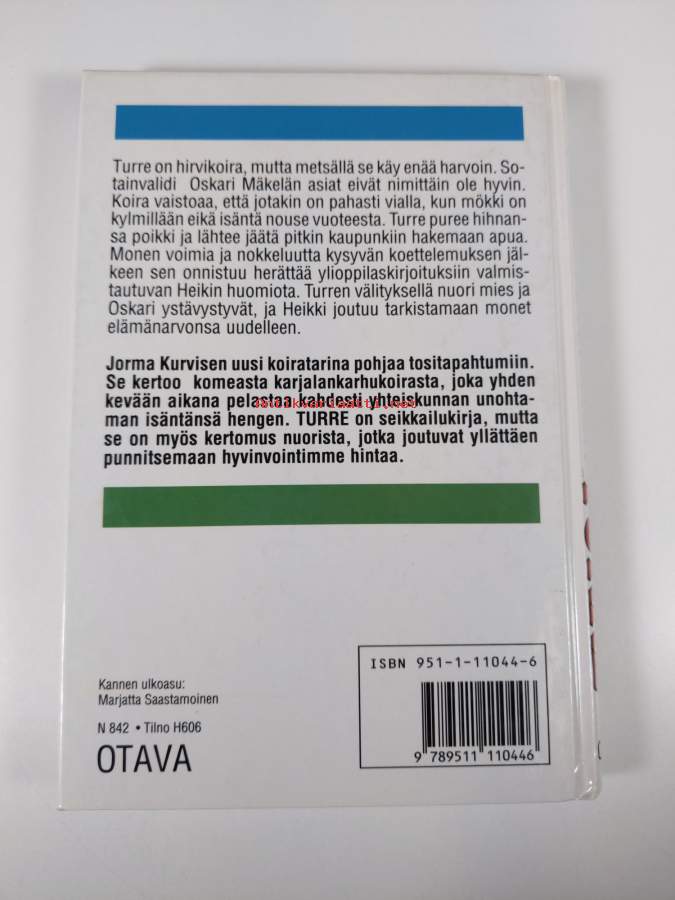 Turre on hirvikoira, mutta metsällä se käy enää harvoin. So-
tainvalidi Oskari Mäkelän asiat eivät nimittäin ole hyvin.
Koira vaistoaa, että jotakin on pahasti vialla, kun mökki on
kylmillään eikä isäntä nouse vuoteesta. Turre puree hihnan-
sa poikki ja lähtee jäätä pitkin kaupunkiin hakemaan apua.
Monen voimia ja nokkeluutta kysyvän koettelemuksen jäl-
keen sen onnistuu herättää ylioppilaskirjoituksiin valmis-
tautuvan Heikin huomiota. Turren välityksellä nuori mies ja
Oskari ystävystyvät, ja Heikki joutuu tarkistamaan monet
elämänarvonsa uudelleen.
Jorma Kurvisen uusi koiratarina pohjaa tositapahtumiin.
Se kertoo komeasta karjalankarhukoirasta, joka yhden
kevään aikana pelastaa kahdesti yhteiskunnan unohta-
man isäntänsä hengen. TURRE on seikkailukirja, mutta
se on myös kertomus nuorista, jotka joutuvat yllättäen
punnitsemaan hyvinvointimme hintaa.
antikvariaatti.net
Kannen ulkoasu:
Marjatta Saastamoinen
N 842 • Tilno H606
OTAVA
ISBN 951-1-11044-6
9 789511 110446